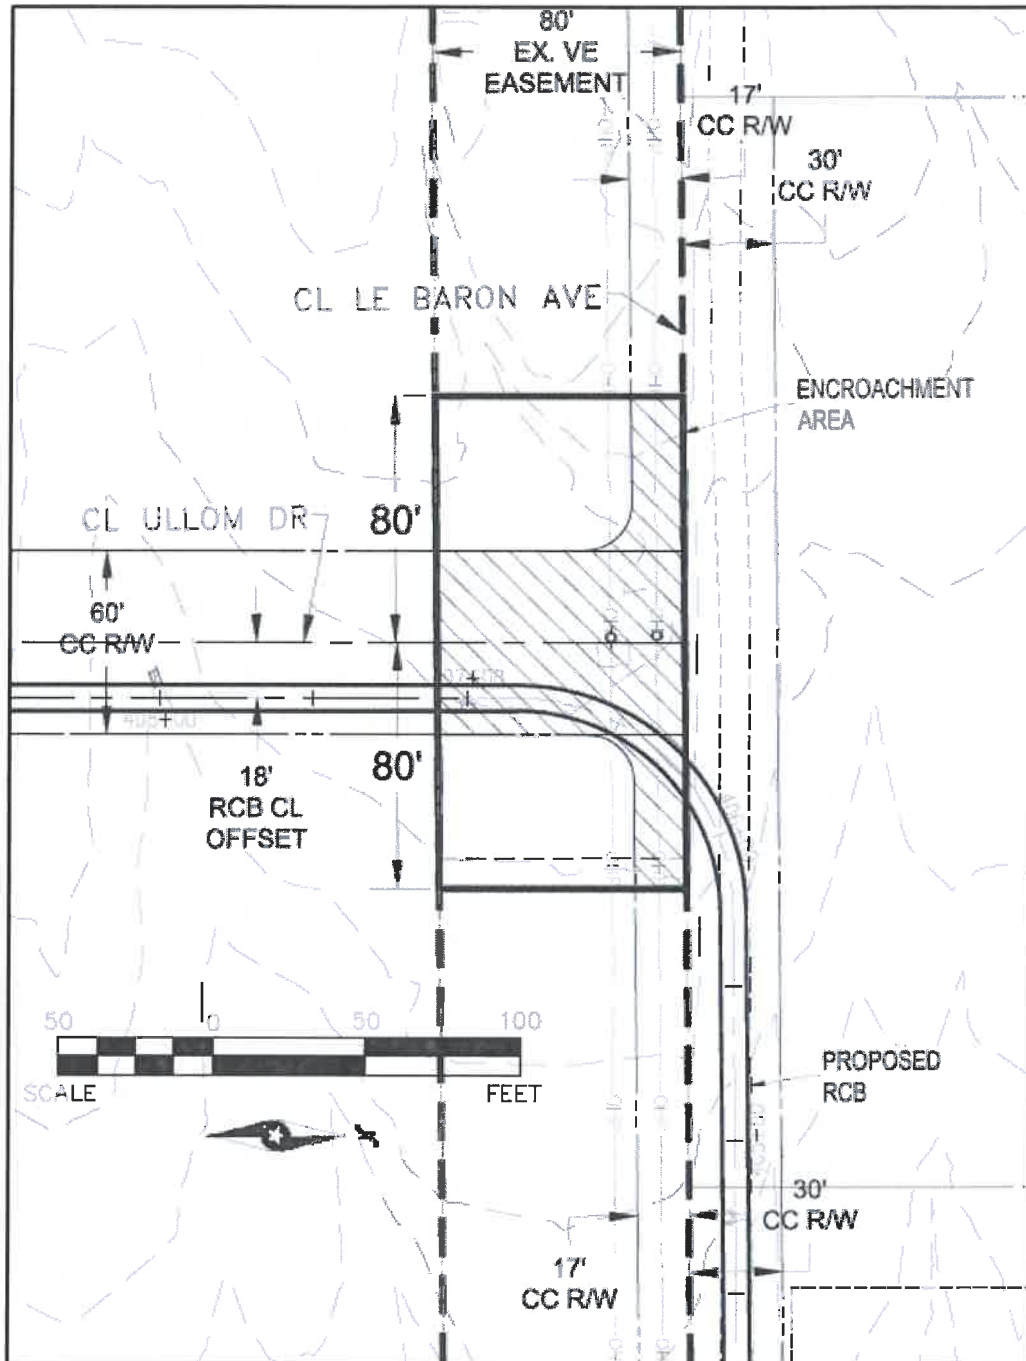 80'
EX. VE
EASEMENT
17'
CC R/W
30'
CC R/W
CL LE BARON AVE
ENCROACHMENT
AREA
CL ULLOM DR
80'
60'
CC R/W
80'
18'
RCB CL
OFFSET
50 0 50 100
SCALE FEET
PROPOSED
RCB
30'
CC R/W
17'
CC R/W